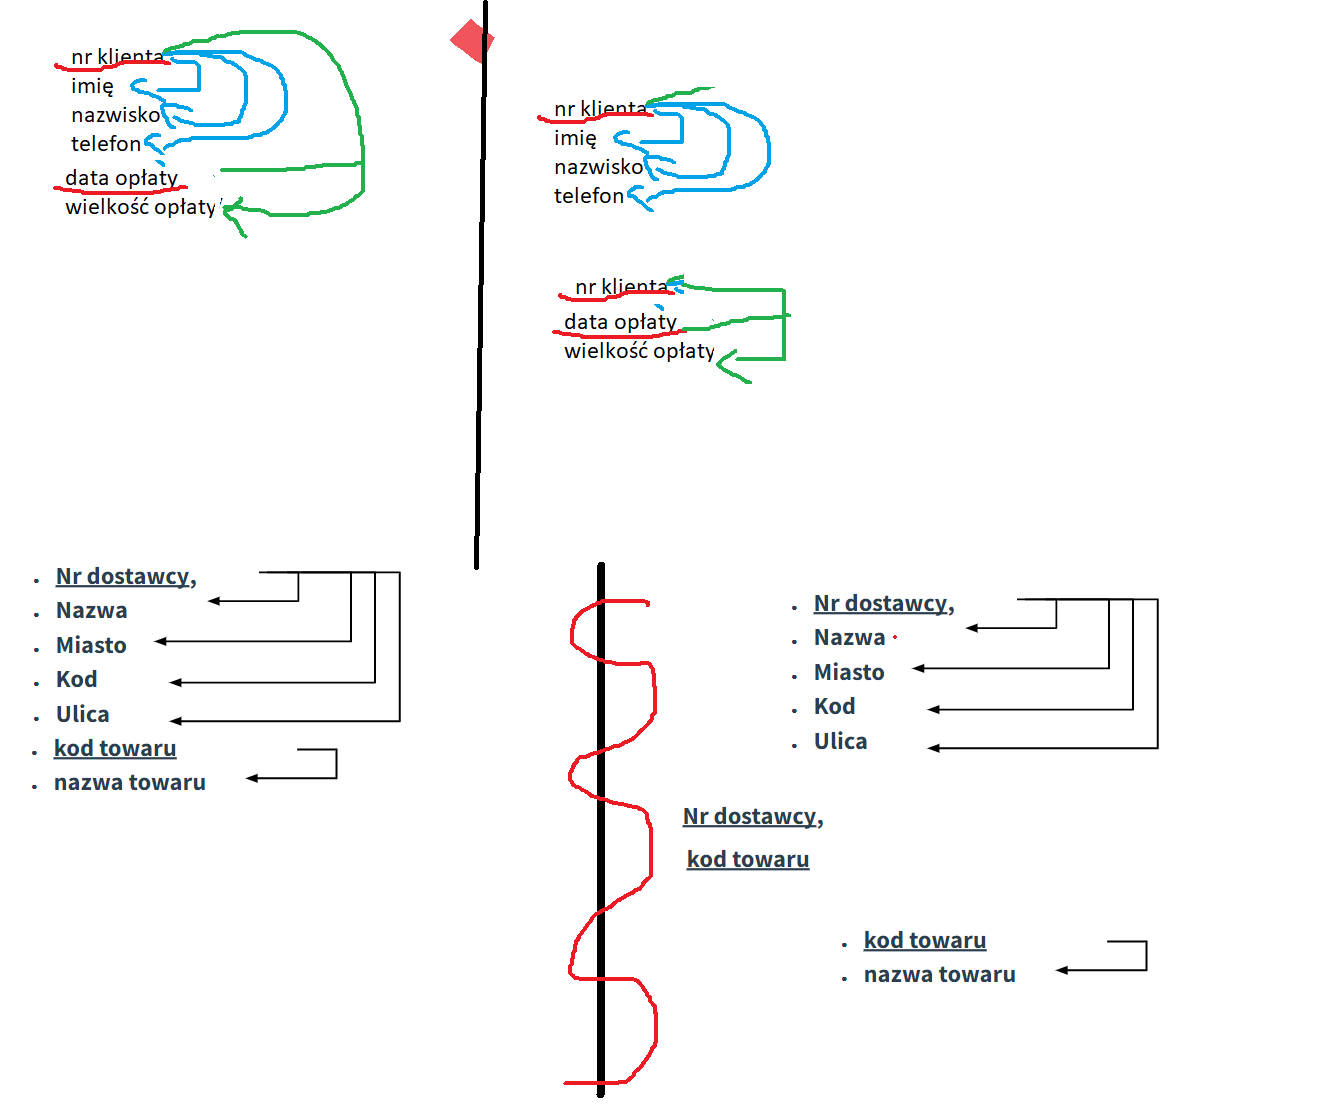 nr klienta
imię
nazwisko
telefon
data opłaty
wielkość opłaty
nr klienta
imię
nazwisko
telefon
nr klienta
data opłaty
wielkość opłaty
Nr dostawcy,
Nazwa
Miasto
Kod
Ulica
kod towaru
nazwa towaru
Nr dostawcy,
Nazwa
Miasto
Kod
Ulica
Nr dostawcy,
kod towaru
kod towaru
nazwa towaru